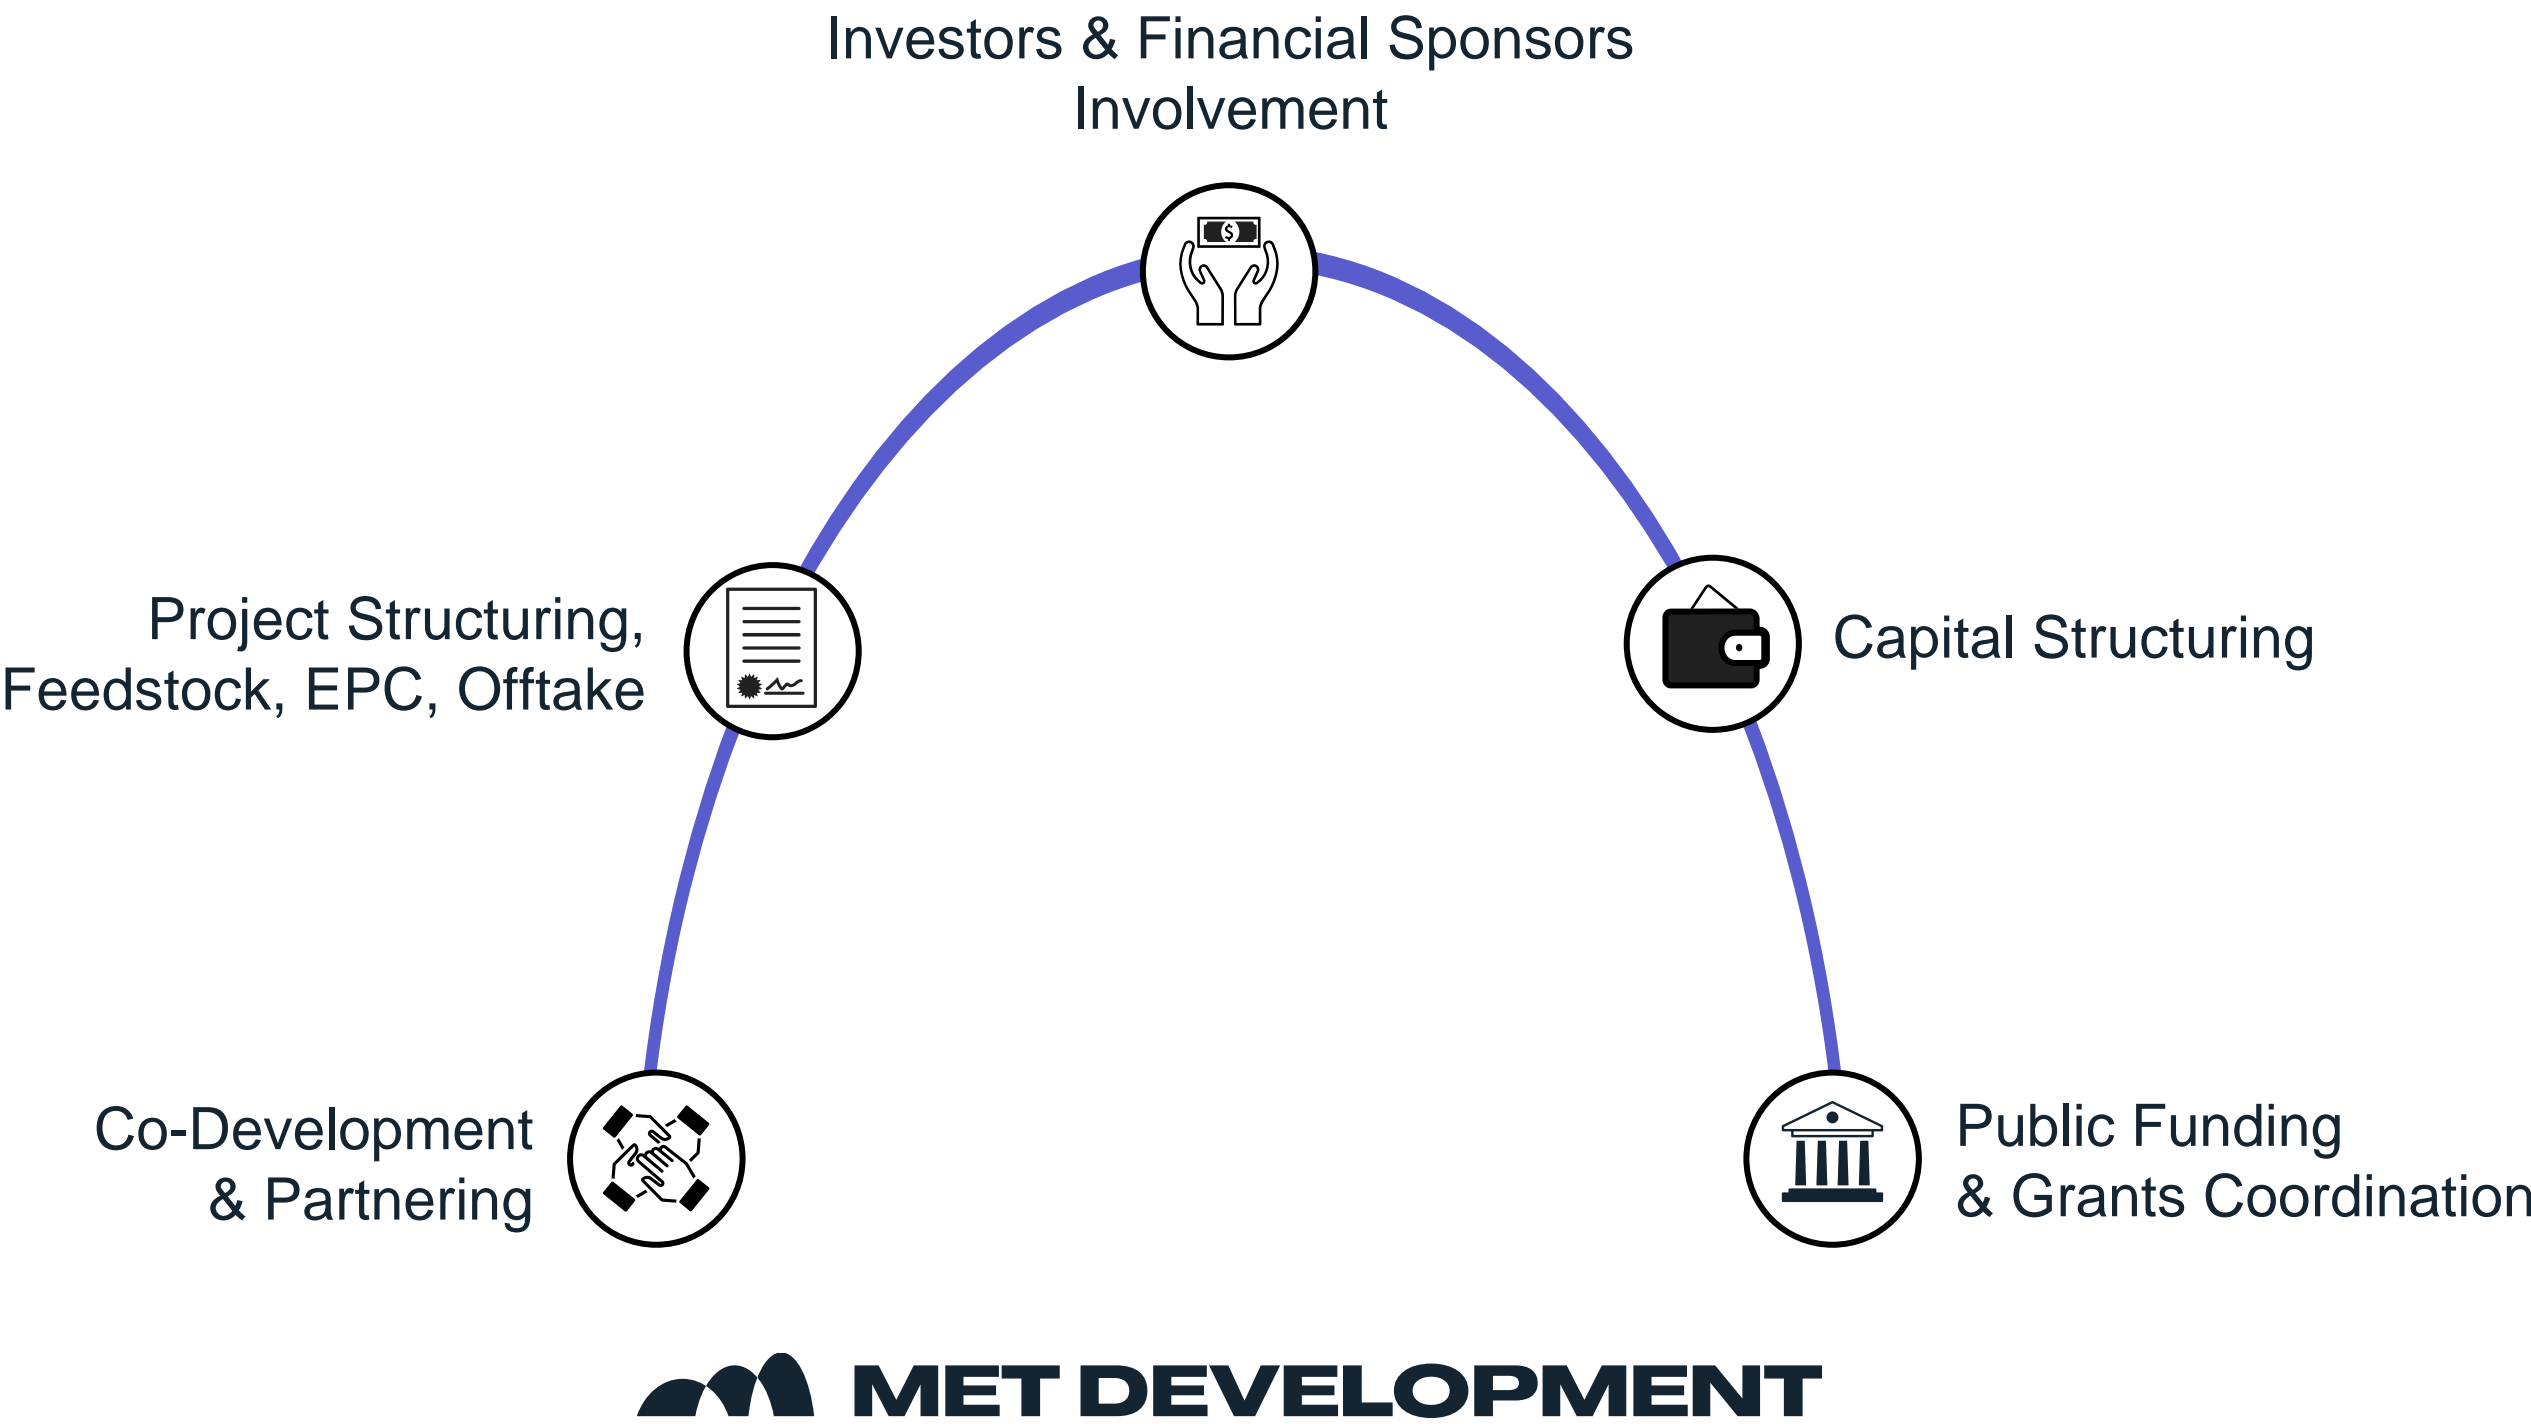 Investors & Financial Sponsors
Involvement
$
Project Structuring,
Feedstock, EPC, Offtake
Capital Structuring
Co-Development
& Partnering
Public Funding
& Grants Coordination
MET DEVELOPMENT